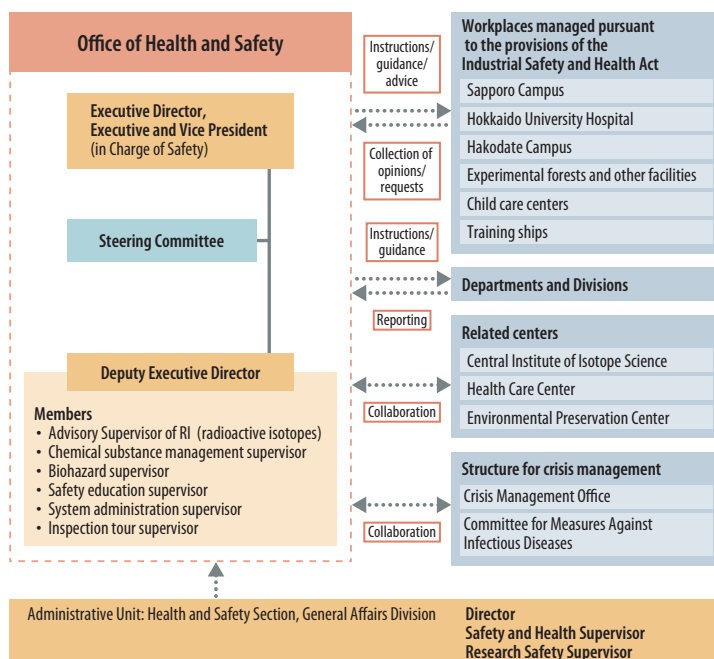 Office of Health and Safety
Executive Director,
Executive and Vice President
(in Charge of Safety)
Steering Committee
Deputy Executive Director
Members
• Advisory Supervisor of RI (radioactive isotopes)
• Chemical substance management supervisor
• Biohazard supervisor
• Safety education supervisor
• System administration supervisor
• Inspection tour supervisor
Instructions/
guidance/
advice
Collection of
opinions/
requests
Instructions/
guidance
Reporting
Collaboration
Collaboration
Workplaces managed pursuant
to the provisions of the
Industrial Safety and Health Act
Sapporo Campus
Hokkaido University Hospital
Hakodate Campus
Experimental forests and other facilities
Child care centers
Training ships
Departments and Divisions
Related centers
Central Institute of Isotope Science
Health Care Center
Environmental Preservation Center
Structure for crisis management
Crisis Management Office
Committee for Measures Against
Infectious Diseases
Administrative Unit: Health and Safety Section, General Affairs Division
Director
Safety and Health Supervisor
Research Safety Supervisor